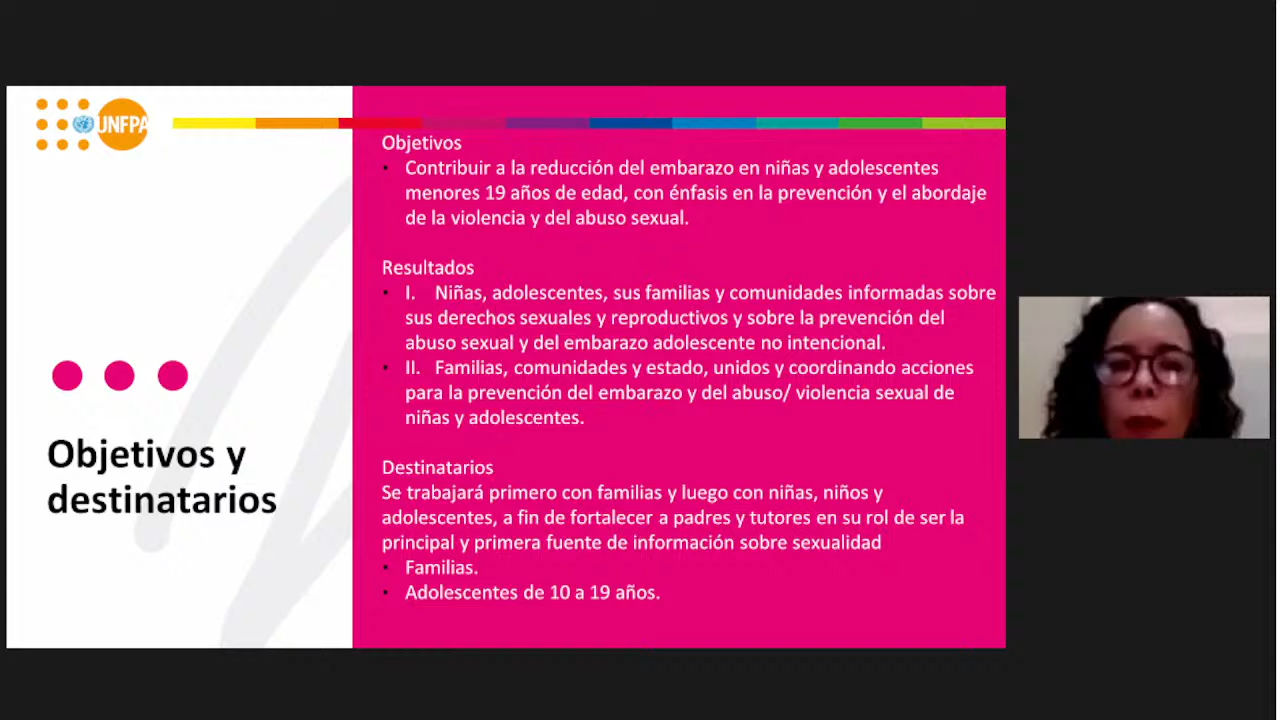 UNFPA
Objetivos y
destinatarios
Objetivos
• Contribuir a la reducción del embarazo en niñas y adolescentes
menores 19 años de edad, con énfasis en la prevención y el abordaje
de la violencia y del abuso sexual.
Resultados
• I. Niñas, adolescentes, sus familias y comunidades informadas sobre
sus derechos sexuales y reproductivos y sobre la prevención del
abuso sexual y del embarazo adolescente no intencional.
• II. Familias, comunidades y estado, unidos y coordinando acciones
para la prevención del embarazo y del abuso/ violencia sexual de
niñas y adolescentes.
Destinatarios
Se trabajará primero con familias y luego con niñas, niños y
adolescentes, a fin de fortalecer a padres y tutores en su rol de ser la
principal y primera fuente de información sobre sexualidad
• Familias.
• Adolescentes de 10 a 19 años.